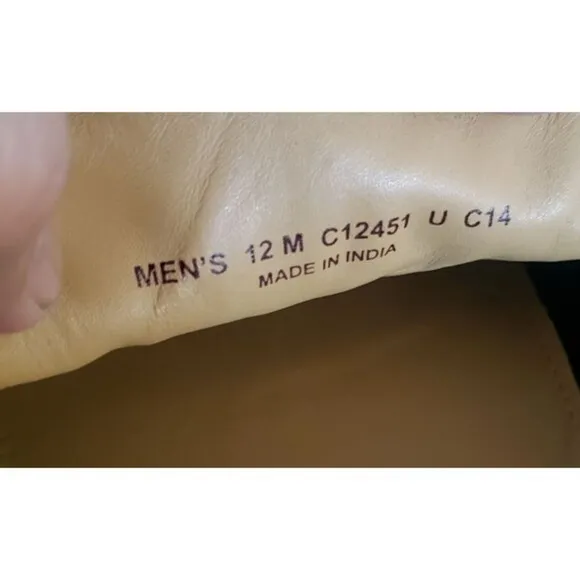 MEN'S 12 M C12451 U C14
MADE IN INDIA